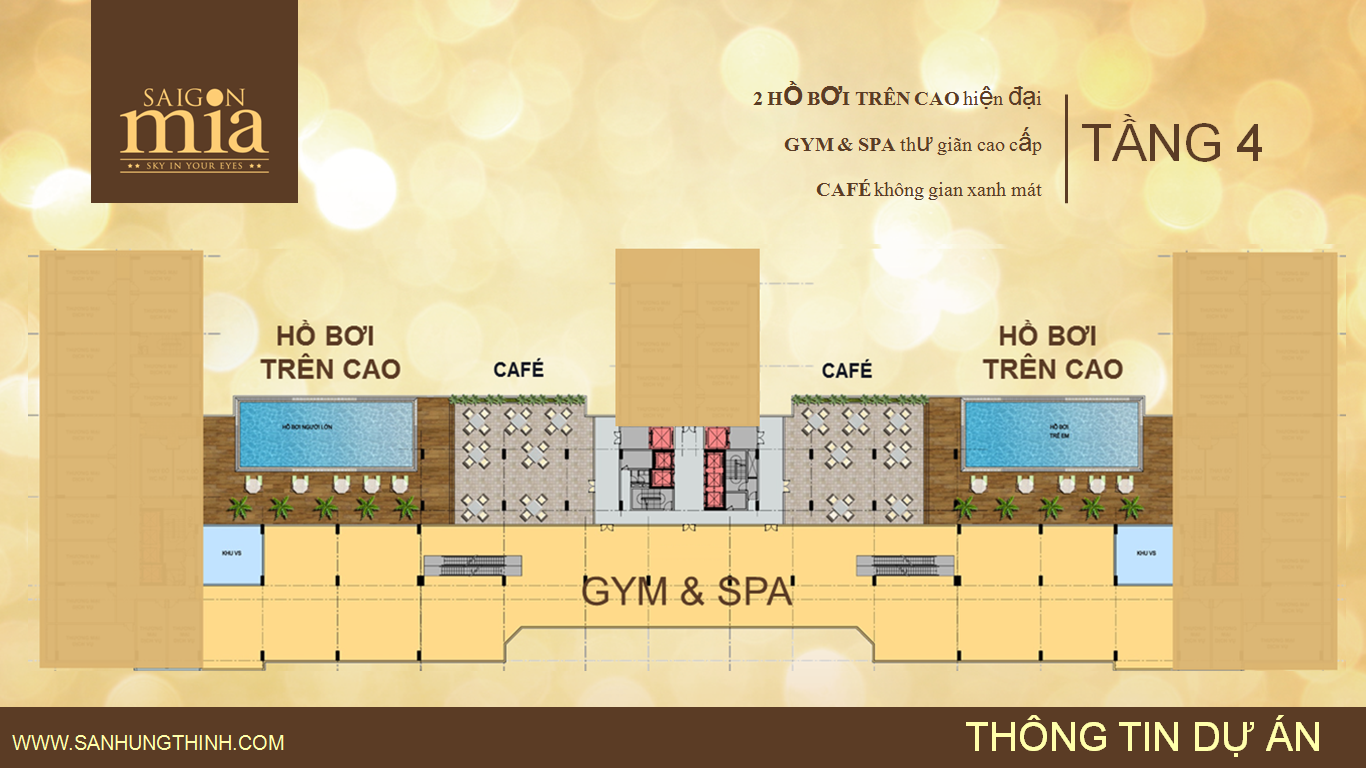 SAIGON
mia
SKY IN YOUR EYES
2 HỒ BƠI TRÊN CAO hiện đại
GYM & SPA thư giãn cao cấp
CAFÉ không gian xanh mát
TẦNG 4
HỒ BƠI
TRÊN CAO
CAFÉ
CAFÉ
HỒ BƠI
TRÊN CAO
HỒ BƠI NGƯỜI LỚN
HỒ BƠI
TRẺ EM
KHU VS
KHU VS
GYM & SPA
WWW.SANHUNGTHINH.COM
THÔNG TIN DỰ ÁN